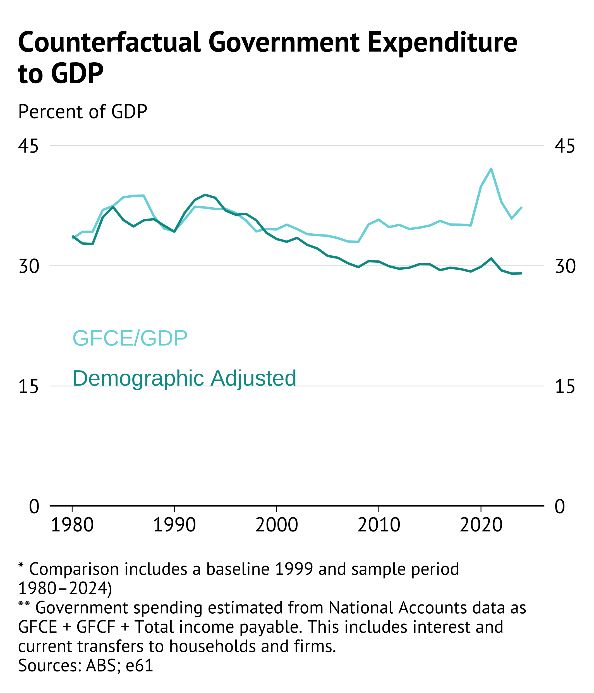 Counterfactual Government Expenditure
to GDP
Percent of GDP
45 45
30 30
GFCE/GDP
Demographic Adjusted
15 15
0 0
1980 1990 2000 2010 2020
* Comparison includes a baseline 1999 and sample period
1980–2024)
** Government spending estimated from National Accounts data as
GFCE + GFCF + Total income payable. This includes interest and
current transfers to households and firms.
Sources: ABS; e61